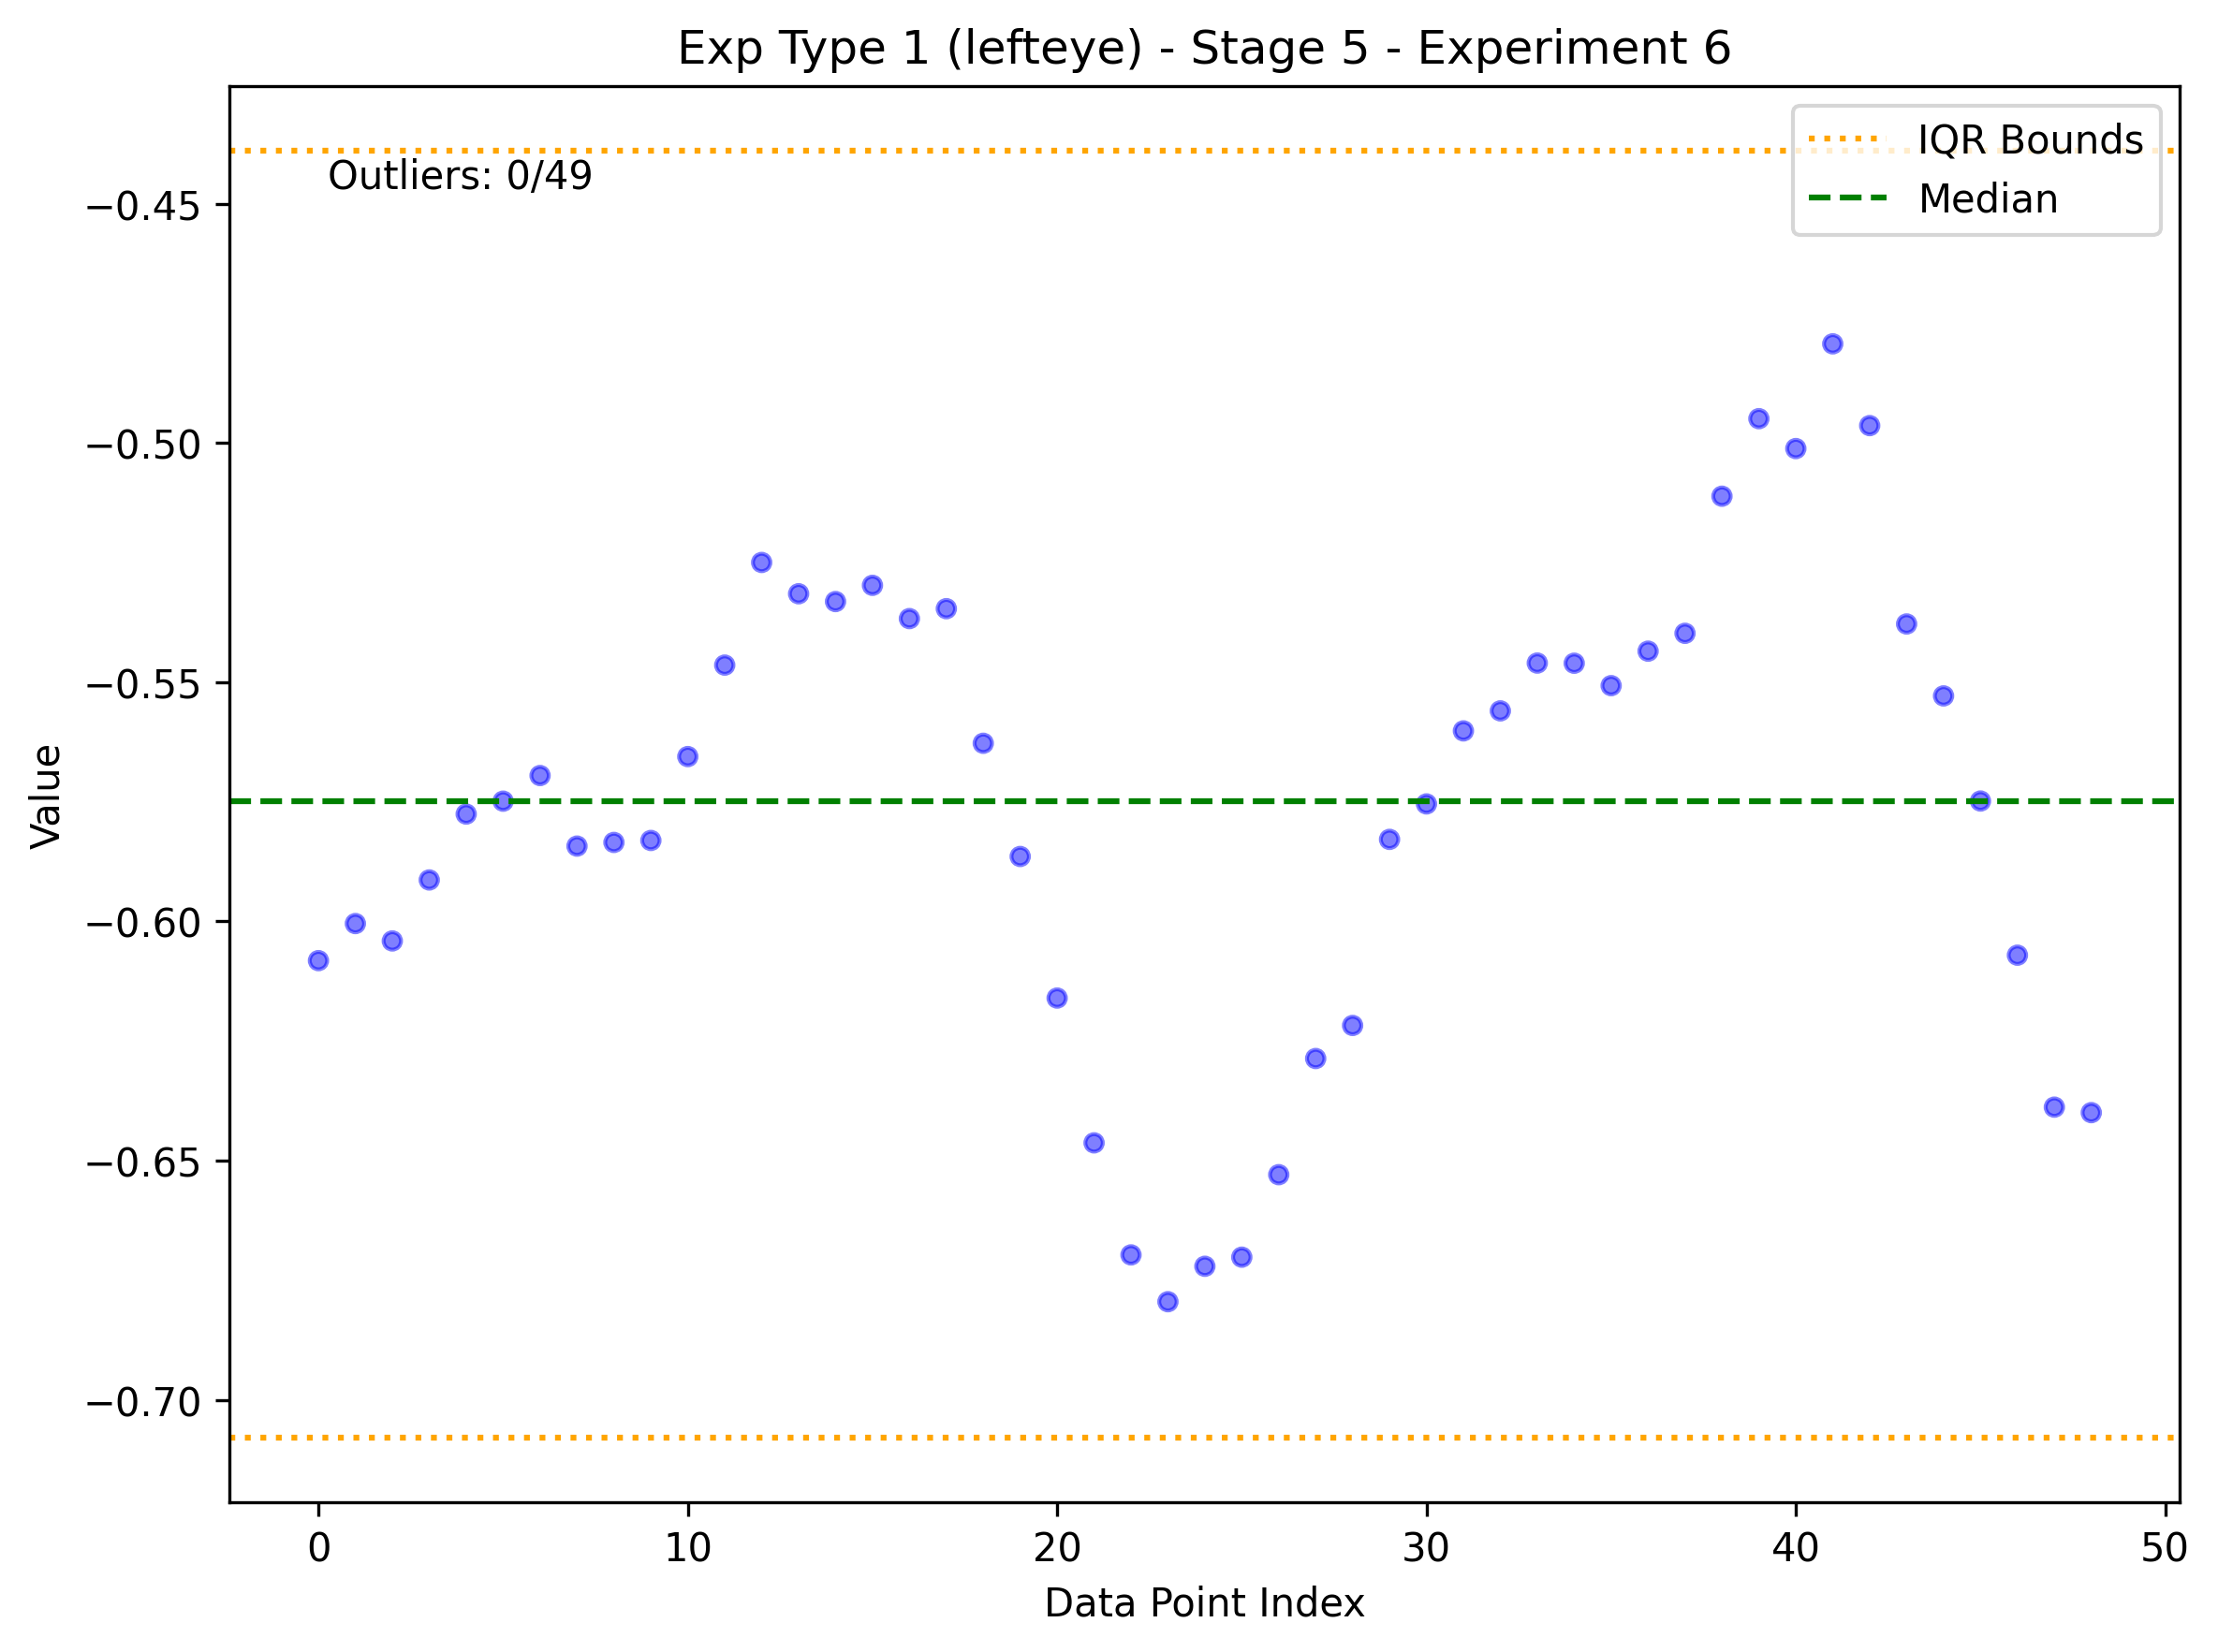 Exp Type 1 (lefteye) - Stage 5 - Experiment 6
IQR Bounds
Median
Outliers: 0/49
−0.45
−0.50
−0.55
−0.60
−0.65
−0.70
Value
0 10 20 30 40 50
Data Point Index